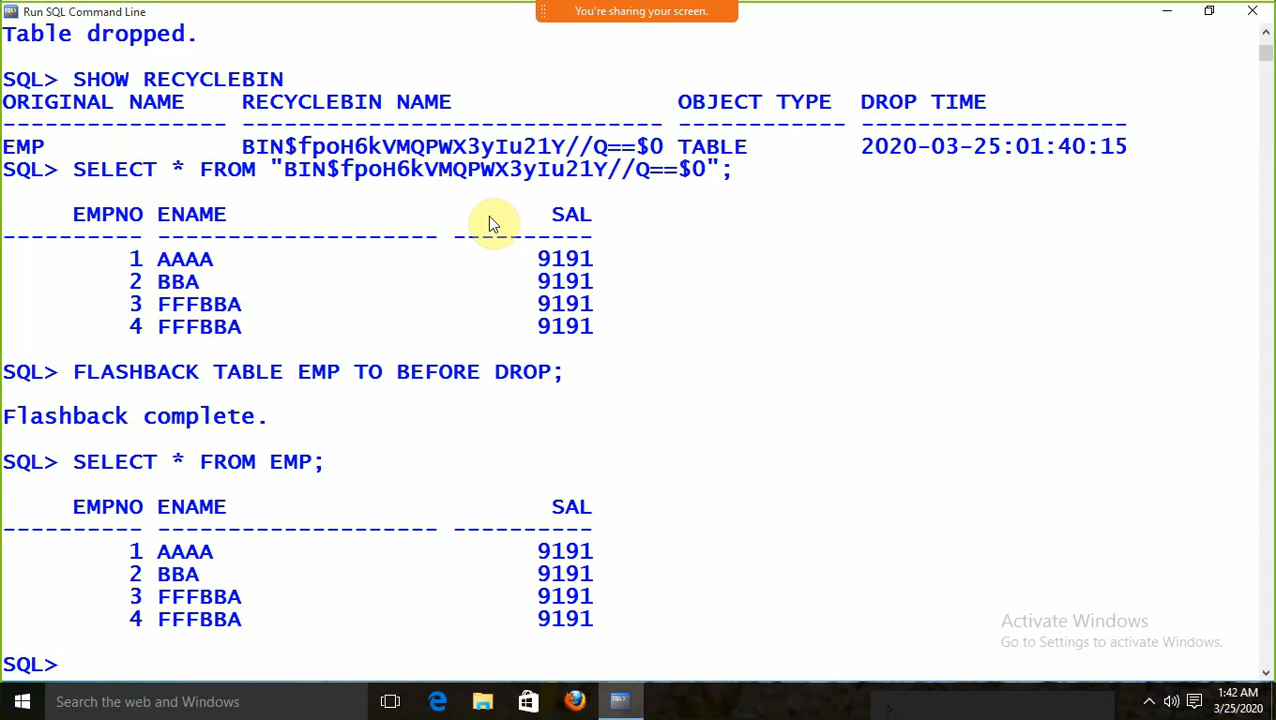 Run SQL Command Line
You're sharing your screen.
Table dropped.
SQL> SHOW RECYCLEBIN
ORIGINAL NAME RECYCLEBIN NAME OBJECT TYPE DROP TIME
---------------- ------------------------------ ------------ -------------------
EMP BIN$fpoH6kVMQPWX3yIu21Y//Q==$0 TABLE 2020-03-25:01:40:15
SQL> SELECT * FROM "BIN$fpoH6kVMQPWX3yIu21Y//Q==$0";
EMPNO ENAME SAL
---------- -------------------- ----------
1 AAAA 9191
2 BBA 9191
3 FFFBBA 9191
4 FFFBBA 9191
SQL> FLASHBACK TABLE EMP TO BEFORE DROP;
Flashback complete.
SQL> SELECT * FROM EMP;
EMPNO ENAME SAL
---------- -------------------- ----------
1 AAAA 9191
2 BBA 9191
3 FFFBBA 9191
4 FFFBBA 9191
SQL>
Activate Windows
Go to Settings to activate Windows.
Search the web and Windows
1:42 AM
3/25/2020